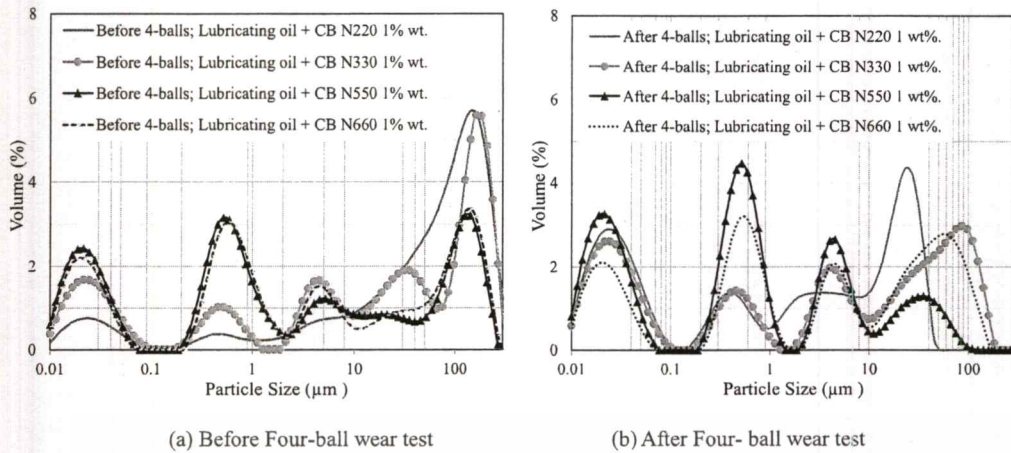 8
6
4
2
0
Volume (%)
Before 4-balls; Lubricating oil + CB N220 1% wt.
Before 4-balls; Lubricating oil + CB N330 1% wt.
Before 4-balls; Lubricating oil + CB N550 1% wt.
Before 4-balls; Lubricating oil + CB N660 1% wt.
0.01 0.1 1 10 100
Particle Size (µm )
(a) Before Four-ball wear test
8
6
4
2
0
Volume (%)
After 4-balls; Lubricating oil + CB N220 1 wt%.
After 4-balls; Lubricating oil + CB N330 1 wt%.
After 4-balls; Lubricating oil + CB N550 1 wt%.
After 4-balls; Lubricating oil + CB N660 1 wt%.
0.01 0.1 1 10 100
Particle Size (µm )
(b) After Four- ball wear test